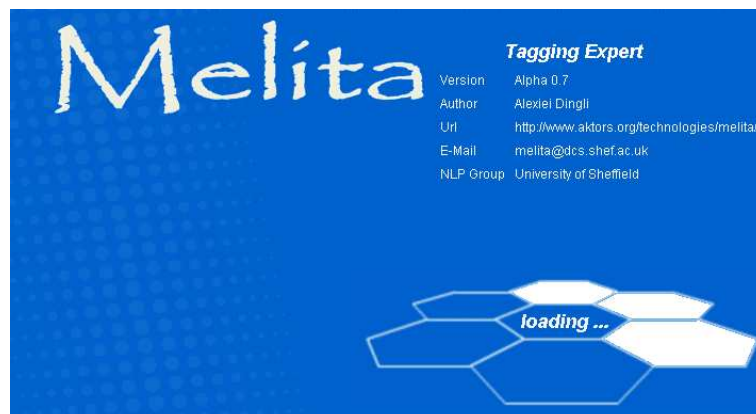 Melita
Tagging Expert
Version Alpha 0.7
Author Alexiei Dingli
Url http://www.aktors.org/technologies/melita/
E-Mail melita@dcs.shef.ac.uk
NLP Group University of Sheffield
loading ...